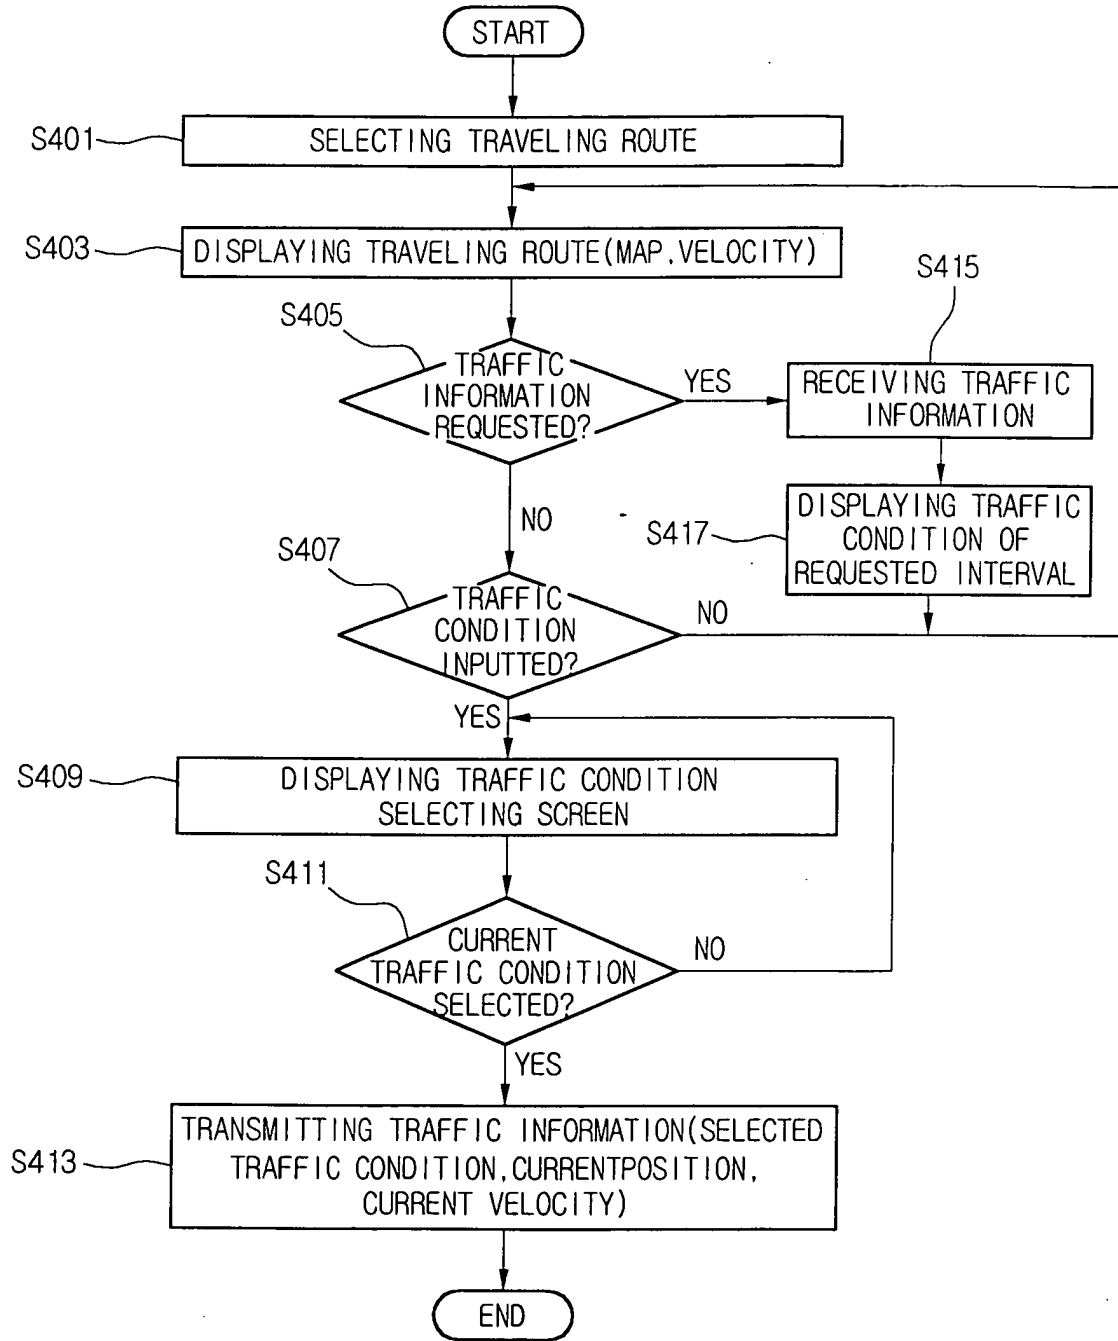 START
S401
SELECTING TRAVELING ROUTE
S403
DISPLAYING TRAVELING ROUTE(MAP,VELOCITY)
S405
TRAFFIC
INFORMATION
REQUESTED?
YES
S415
RECEIVING TRAFFIC
INFORMATION
NO
S417
DISPLAYING TRAFFIC
CONDITION OF
REQUESTED INTERVAL
S407
TRAFFIC
CONDITION
INPUTTED?
NO
YES
S409
DISPLAYING TRAFFIC CONDITION
SELECTING SCREEN
S411
CURRENT
TRAFFIC CONDITION
SELECTED?
NO
YES
S413
TRANSMITTING TRAFFIC INFORMATION(SELECTED
TRAFFIC CONDITION,CURRENTPOSITION,
CURRENT VELOCITY)
END